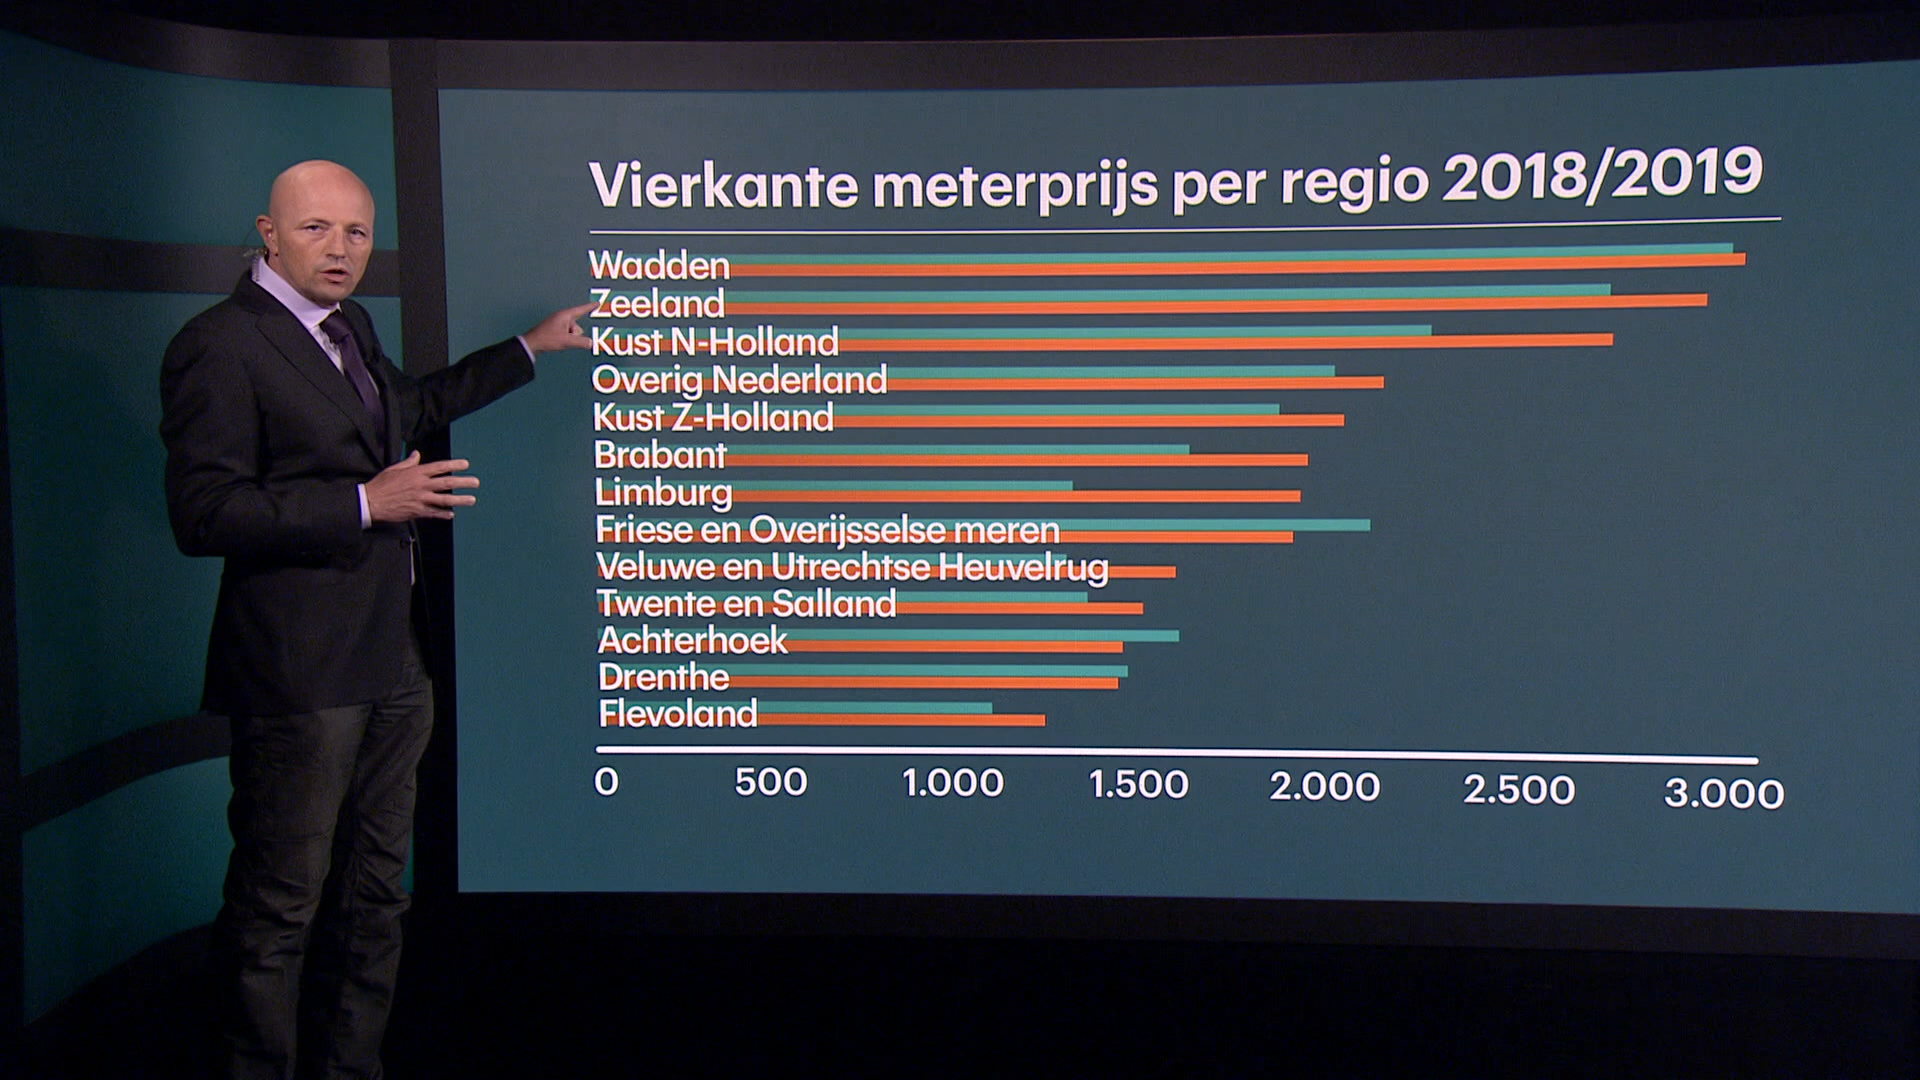 Vierkante meterprijs per regio 2018/2019
Wadden
Zeeland
Kust N-Holland
Overig Nederland
Kust Z-Holland
Brabant
Limburg
Friese en Overijsselse meren
Veluwe en Utrechtse Heuvelrug
Twente en Salland
Achterhoek
Drenthe
Flevoland
0 500 1.000 1.500 2.000 2.500 3.000